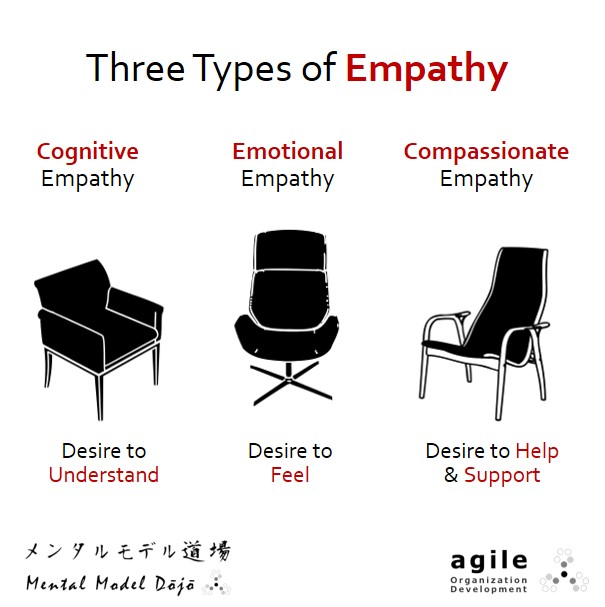 Three Types of Empathy
Cognitive
Empathy
Emotional
Empathy
Compassionate
Empathy
Desire to
Understand
Desire to
Feel
Desire to Help
& Support
メンタルモデル道場
Mental Model Dōjō
agile
Organization
Development